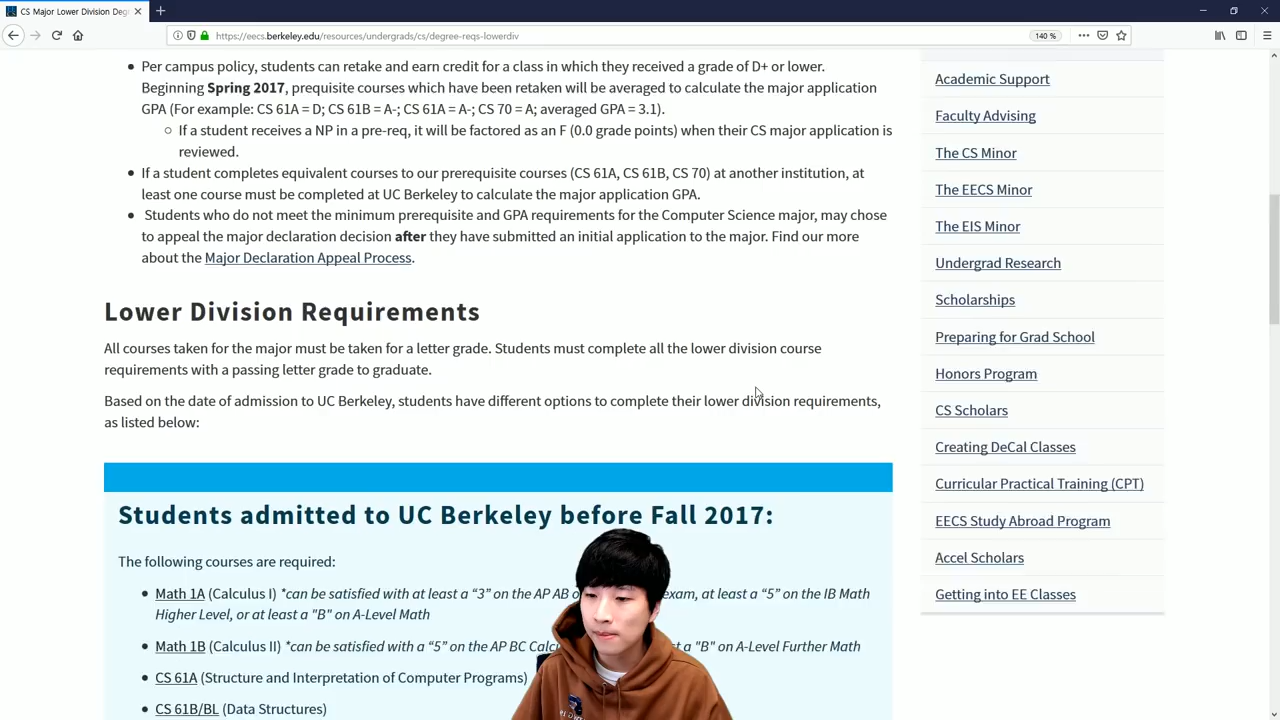 CS Major Lower Division Deg
https://eecs.berkeley.edu/resources/undergrads/cs/degree-reqs-lowerdiv
140 %
Per campus policy, students can retake and earn credit for a class in which they received a grade of D+ or lower.
Beginning Spring 2017, prequisite courses which have been retaken will be averaged to calculate the major application
GPA (For example: CS 61A = D; CS 61B = A-; CS 61A = A-; CS 70 = A; averaged GPA = 3.1).
If a student receives a NP in a pre-req, it will be factored as an F (0.0 grade points) when their CS major application is
reviewed.
If a student completes equivalent courses to our prerequisite courses (CS 61A, CS 61B, CS 70) at another institution, at
least one course must be completed at UC Berkeley to calculate the major application GPA.
Students who do not meet the minimum prerequisite and GPA requirements for the Computer Science major, may chose
to appeal the major declaration decision after they have submitted an initial application to the major. Find our more
about the Major Declaration Appeal Process.
Lower Division Requirements
All courses taken for the major must be taken for a letter grade. Students must complete all the lower division course
requirements with a passing letter grade to graduate.
Based on the date of admission to UC Berkeley, students have different options to complete their lower division requirements,
as listed below:
Students admitted to UC Berkeley before Fall 2017:
The following courses are required:
Math 1A (Calculus I) *can be satisfied with at least a “3” on the AP AB exam, at least a “5” on the IB Math
Higher Level, or at least a "B" on A-Level Math
Math 1B (Calculus II) *can be satisfied with a “5” on the AP BC a "B" on A-Level Further Math
CS 61A (Structure and Interpretation of Computer Programs)
CS 61B/BL (Data Structures)
Academic Support
Faculty Advising
The CS Minor
The EECS Minor
The EIS Minor
Undergrad Research
Scholarships
Preparing for Grad School
Honors Program
CS Scholars
Creating DeCal Classes
Curricular Practical Training (CPT)
EECS Study Abroad Program
Accel Scholars
Getting into EE Classes